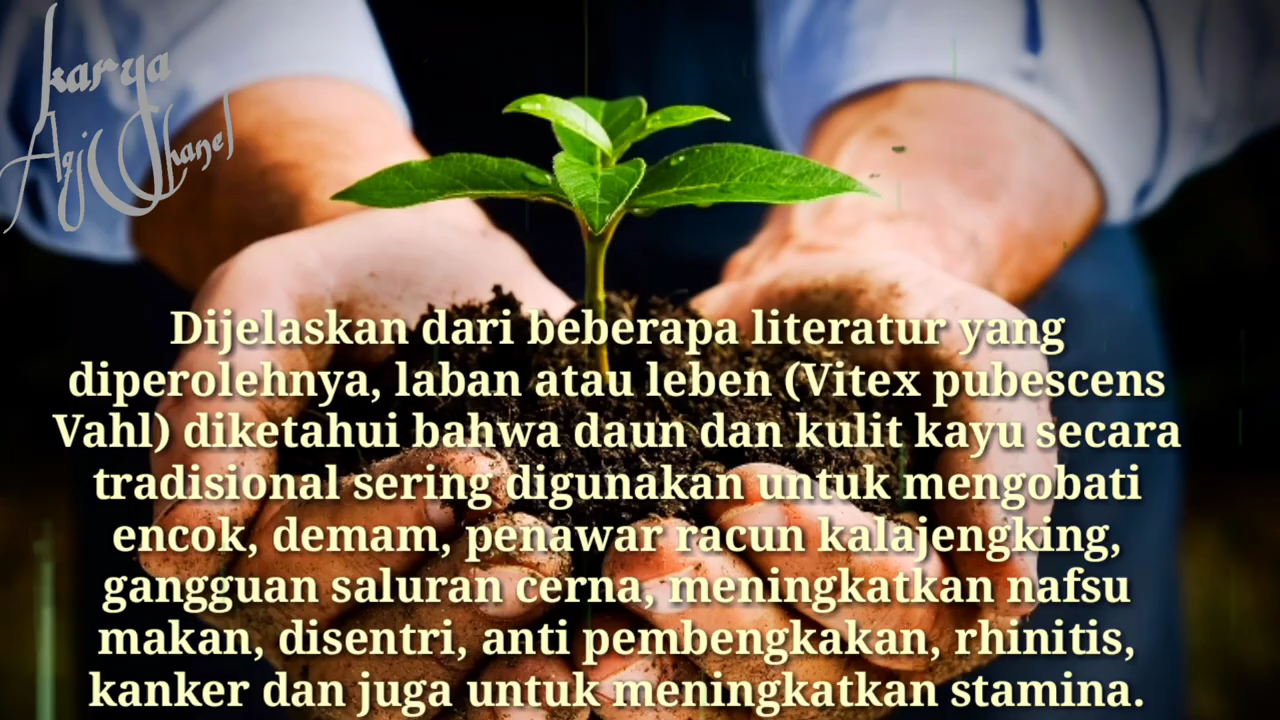 karya
Aqj Chanel
Dijelaskan dari beberapa literatur yang
diperolehnya, laban atau leben (Vitex pubescens
Vahl) diketahui bahwa daun dan kulit kayu secara
tradisional sering digunakan untuk mengobati
encok, demam, penawar racun kalajengking,
gangguan saluran cerna, meningkatkan nafsu
makan, disentri, anti pembengkakan, rhinitis,
kanker dan juga untuk meningkatkan stamina.